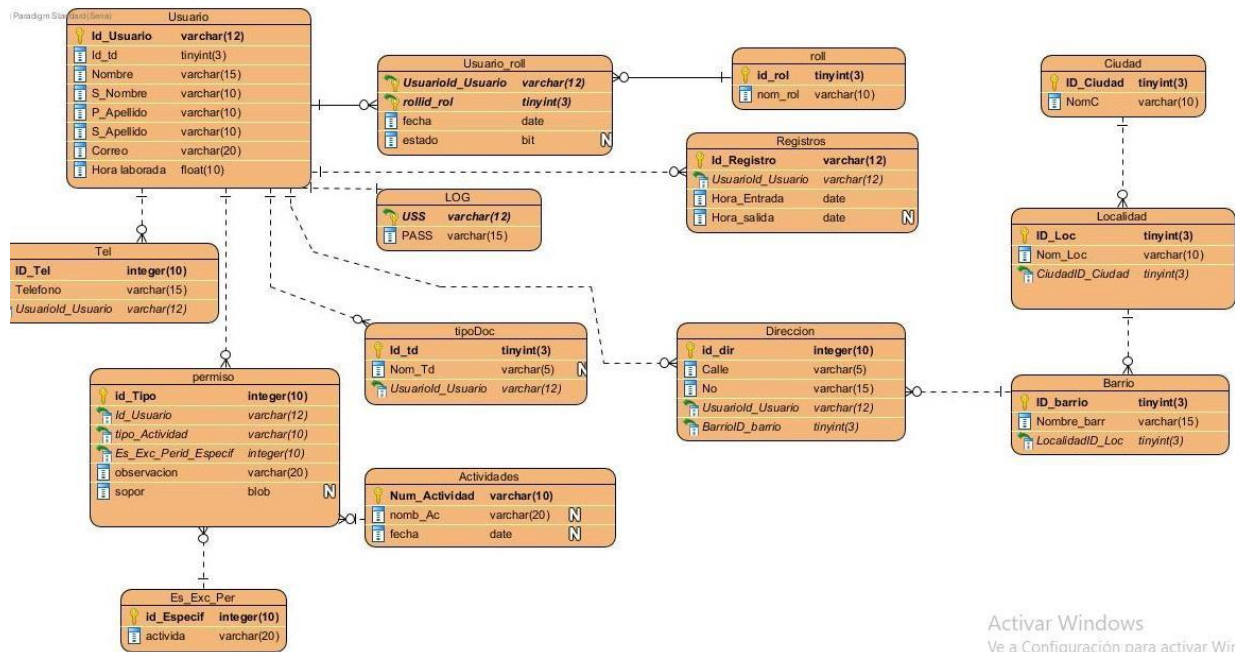 Paradigm Standard(Sena)
Usuario
Id_Usuario varchar(12)
Id_td tinyint(3)
Nombre varchar(15)
S_Nombre varchar(10)
P_Apellido varchar(10)
S_Apellido varchar(10)
Correo varchar(20)
Hora laborada float(10)
Usuario_roll
UsuarioId_Usuario varchar(12)
rollid_rol tinyint(3)
fecha date
estado bit N
roll
id_rol tinyint(3)
nom_rol varchar(10)
Ciudad
ID_Ciudad tinyint(3)
NomC varchar(10)
Registros
Id_Registro varchar(12)
UsuarioId_Usuario varchar(12)
Hora_Entrada date
Hora_salida date N
LOG
USS varchar(12)
PASS varchar(15)
Localidad
ID_Loc tinyint(3)
Nom_Loc varchar(10)
CiudadID_Ciudad tinyint(3)
Tel
ID_Tel integer(10)
Telefono varchar(15)
UsuarioId_Usuario varchar(12)
tipoDoc
Id_td tinyint(3)
Nom_Td varchar(5) N
UsuarioId_Usuario varchar(12)
Direccion
id_dir integer(10)
Calle varchar(5)
No varchar(15)
UsuarioId_Usuario varchar(12)
BarrioID_barrio tinyint(3)
Barrio
ID_barrio tinyint(3)
Nombre_barr varchar(15)
LocalidadID_Loc tinyint(3)
permiso
id_Tipo integer(10)
Id_Usuario varchar(12)
tipo_Actividad varchar(10)
Es_Exc_Perid_Especif integer(10)
observacion varchar(20)
sopor blob N
Actividades
Num_Actividad varchar(10)
nomb_Ac varchar(20) N
fecha date N
Es_Exc_Per
id_Especif integer(10)
activida varchar(20)
Activar Windows
Ve a Configuración para activar Win